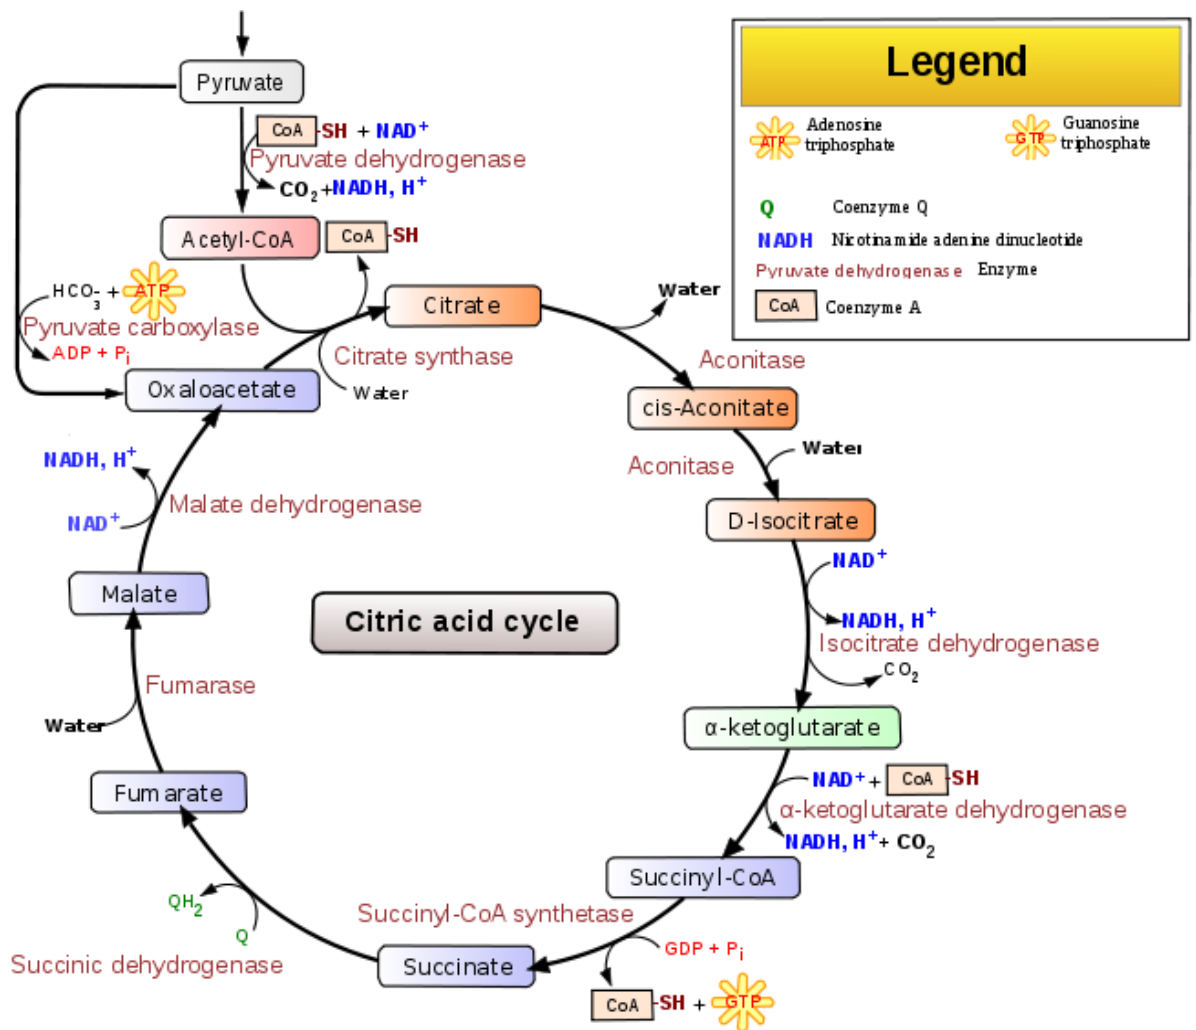 Pyruvate
CoA-SH + NAD+
Pyruvate dehydrogenase
CO2+NADH, H+
Acetyl-CoA
CoA-SH
HCO3- + ATP
Pyruvate carboxylase
ADP + Pi
Citrate
Water
Citrate synthase
Water
Oxaloacetate
Aconitase
cis-Aconitate
Water
Aconitase
D-Isocitrate
NAD+
NADH, H+
Isocitrate dehydrogenase
CO2
α-ketoglutarate
NAD+ + CoA-SH
α-ketoglutarate dehydrogenase
NADH, H+ + CO2
Succinyl-CoA
Succinyl-CoA synthetase
GDP + Pi
CoA-SH + GTP
Succinate
QH2
Q
Succinic dehydrogenase
Fumarate
Water
Fumarase
Malate
NADH, H+
NAD+
Malate dehydrogenase
Citric acid cycle
Legend
ATP
Adenosine
triphosphate
GTP
Guanosine
triphosphate
Q Coenzyme Q
NADH Nicotinamide adenine dinucleotide
Pyruvate dehydrogenase Enzyme
CoA Coenzyme A